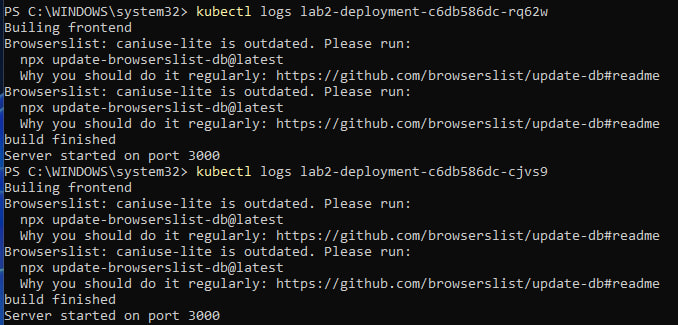 PS C:\WINDOWS\system32> kubectl logs lab2-deployment-c6db586dc-rq62w
Builing frontend
Browserslist: caniuse-lite is outdated. Please run:
  npx update-browserslist-db@latest
  Why you should do it regularly: https://github.com/browserslist/update-db#readme
Browserslist: caniuse-lite is outdated. Please run:
  npx update-browserslist-db@latest
  Why you should do it regularly: https://github.com/browserslist/update-db#readme
build finished
Server started on port 3000
PS C:\WINDOWS\system32> kubectl logs lab2-deployment-c6db586dc-cjvs9
Builing frontend
Browserslist: caniuse-lite is outdated. Please run:
  npx update-browserslist-db@latest
  Why you should do it regularly: https://github.com/browserslist/update-db#readme
Browserslist: caniuse-lite is outdated. Please run:
  npx update-browserslist-db@latest
  Why you should do it regularly: https://github.com/browserslist/update-db#readme
build finished
Server started on port 3000